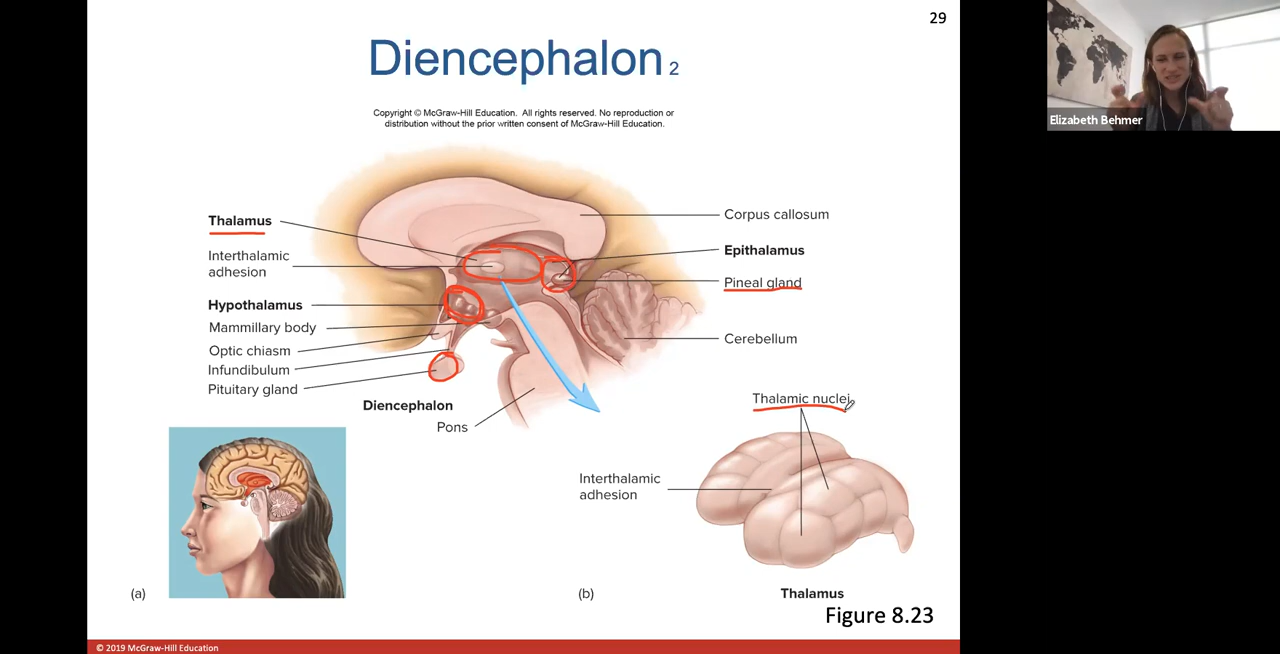 29
Diencephalon 2
Copyright © McGraw-Hill Education. All rights reserved. No reproduction or
distribution without the prior written consent of McGraw-Hill Education.
Elizabeth Behmer
Thalamus
Interthalamic
adhesion
Hypothalamus
Mammillary body
Optic chiasm
Infundibulum
Pituitary gland
Diencephalon
Pons
Corpus callosum
Epithalamus
Pineal gland
Cerebellum
Thalamic nuclei
Interthalamic
adhesion
(a)
(b)
Thalamus
Figure 8.23
© 2019 McGraw-Hill Education